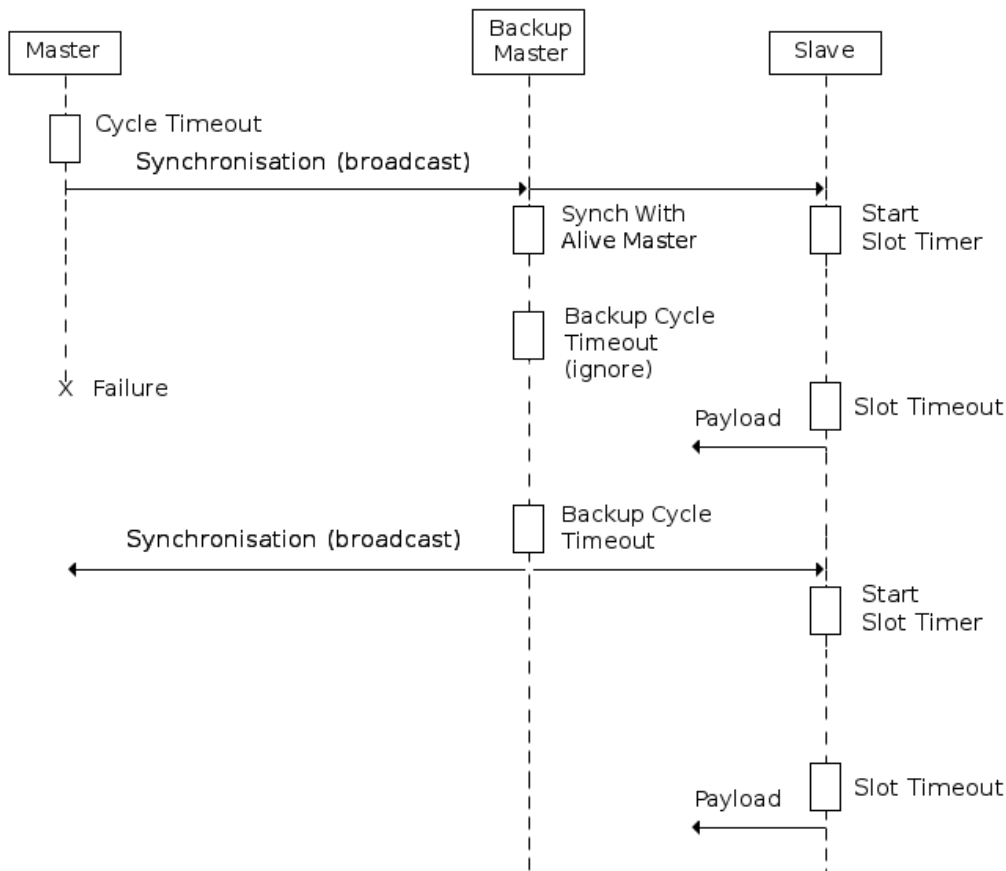 Master
Backup
Master
Slave
Cycle Timeout
Synchronisation (broadcast)
Synch With
Alive Master
Start
Slot Timer
Backup Cycle
Timeout
(ignore)
X Failure
Slot Timeout
Payload
Backup Cycle
Timeout
Synchronisation (broadcast)
Start
Slot Timer
Slot Timeout
Payload